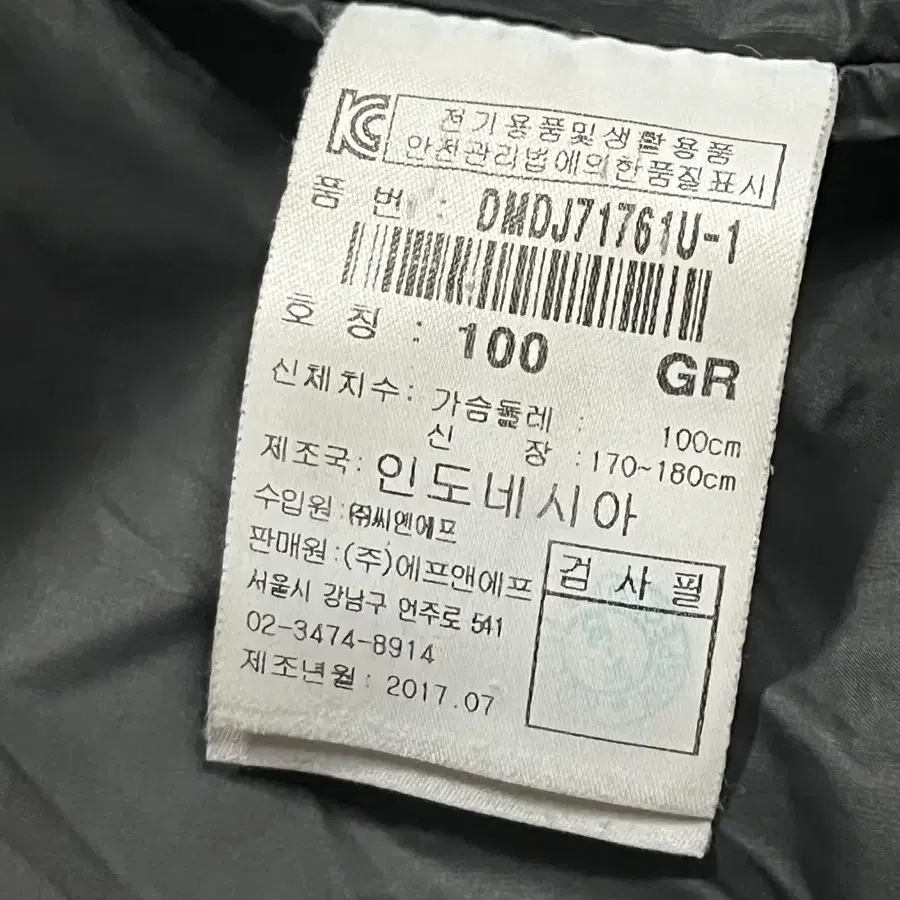 KC 전기용품및생활용품
안전관리법에의한품질표시
품 번 : DMDJ71761U-1
호 칭 : 100 GR
신체치수: 가슴둘레 : 100cm
신 장 :170~180cm
제조국: 인도네시아
수입원 :㈜씨엔에프
판매원:(주)에프앤에프
서울시 강남구 언주로 541
02-3474-8914
제조년월 : 2017.07
검 사 필